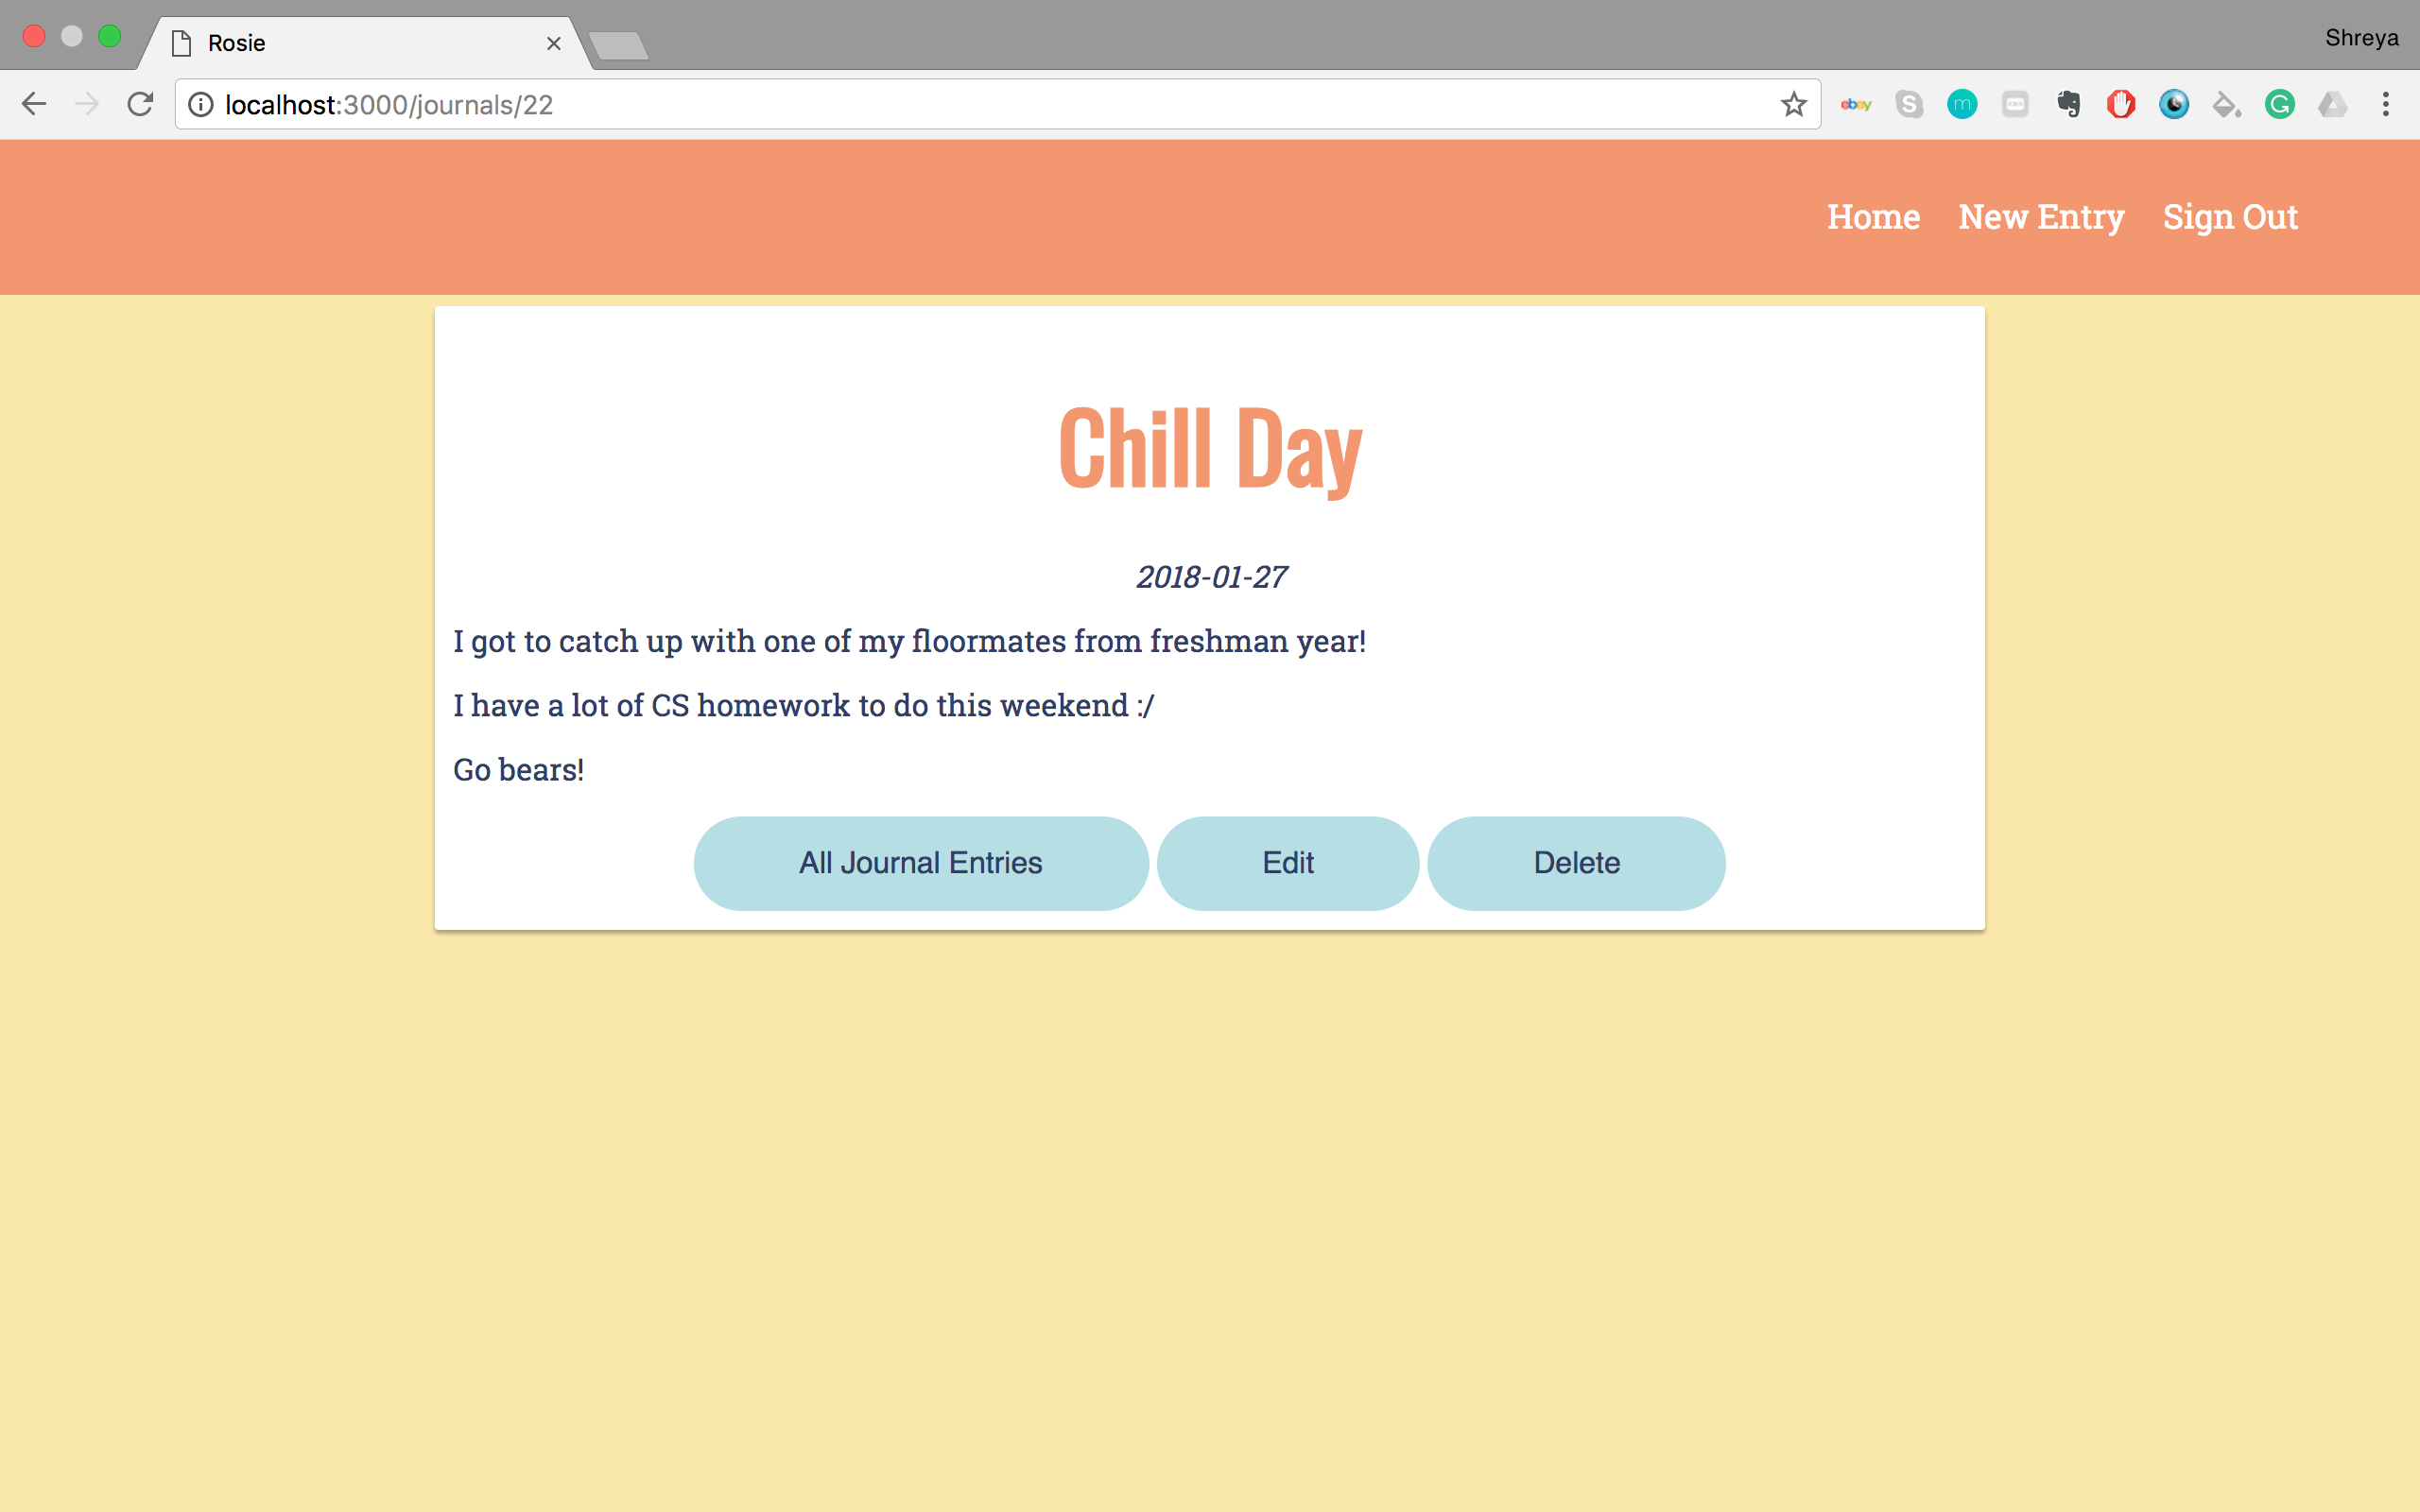 Rosie
Shreya
localhost:3000/journals/22
ebay
Home New Entry Sign Out
Chill Day
2018-01-27
I got to catch up with one of my floormates from freshman year!
I have a lot of CS homework to do this weekend :/
Go bears!
All Journal Entries Edit Delete